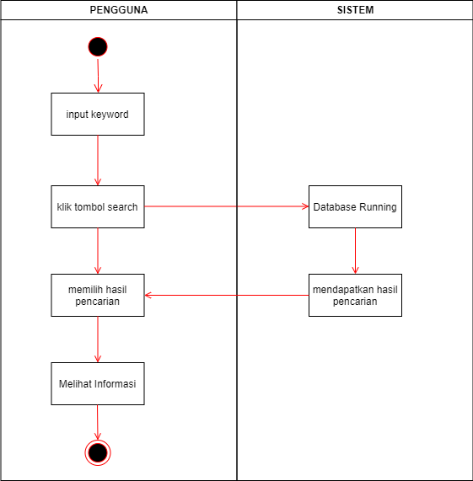 PENGGUNA
SISTEM
input keyword
klik tombol search
Database Running
memilih hasil
pencarian
mendapatkan hasil
pencarian
Melihat Informasi